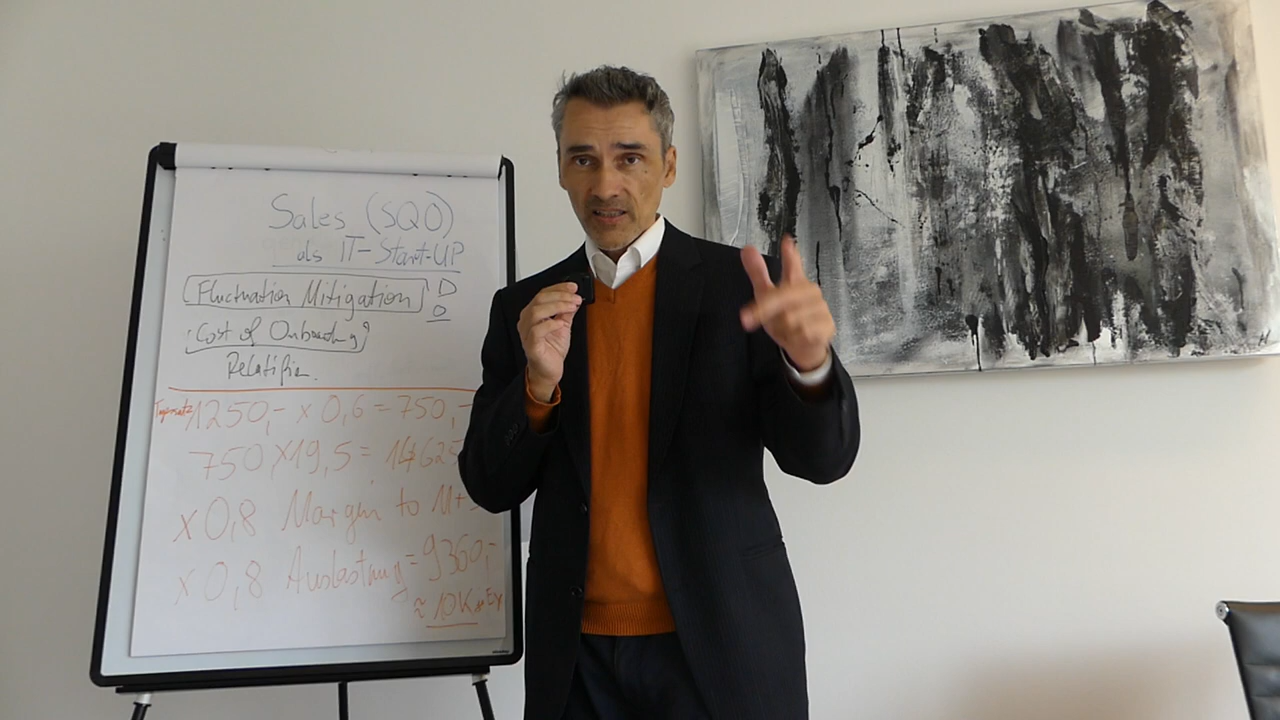 Sales (SQO)
als IT-Start-UP
Fluctuation Mitigation
Cost of Onboarding
Tagessatz 1250,- x 0,6 = 750,-
750 x 19,5 = 14625
x 0,8 Margin to
x 0,8 Auslastung = 9360,-
≈ 10K